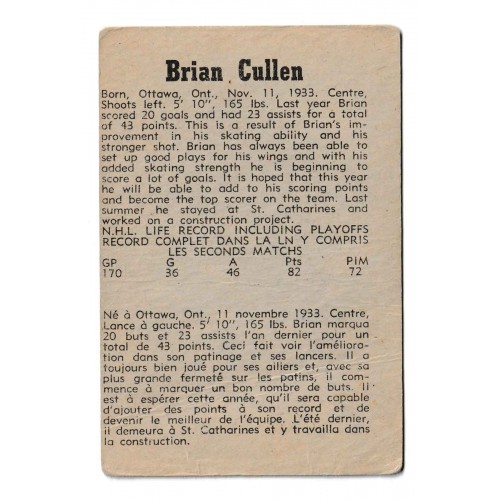 Brian Cullen
Born, Ottawa, Ont., Nov. 11, 1933. Centre,
Shoots left. 5' 10", 165 lbs. Last year Brian
scored 20 goals and had 23 assists for a total
of 43 points. This is a result of Brian's im-
provement in his skating ability and his
stronger shot. Brian has always been able to
set up good plays for his wings and with his
added skating strength he is beginning to
score a lot of goals. It is hoped that this year
he will be able to add to his scoring points
and become the top scorer on the team. Last
summer he stayed at St. Catharines and
worked on a construction project.
N.H.L. LIFE RECORD INCLUDING PLAYOFFS
RECORD COMPLET DANS LA LN Y COMPRIS
LES SECONDS MATCHS
GP G A Pts PIM
170 36 46 82 72
Né à Ottawa, Ont., 11 novembre 1933. Centre,
Lance à gauche. 5' 10", 165 lbs. Brian marqua
20 buts et 23 assists l'an dernier pour un
total de 43 points. Ceci fait voir l'améliora-
tion dans son patinage et ses lancers. Il a
toujours bien joué pour ses ailiers et, avec sa
plus grande fermeté sur les patins, il com-
mence à marquer un bon nombre de buts. Il
est à espérer cette année, qu'il sera capable
d'ajouter des points à son record et de
devenir le meilleur de l'équipe. L'été dernier,
il demeura à St. Catharines et y travailla dans
la construction.